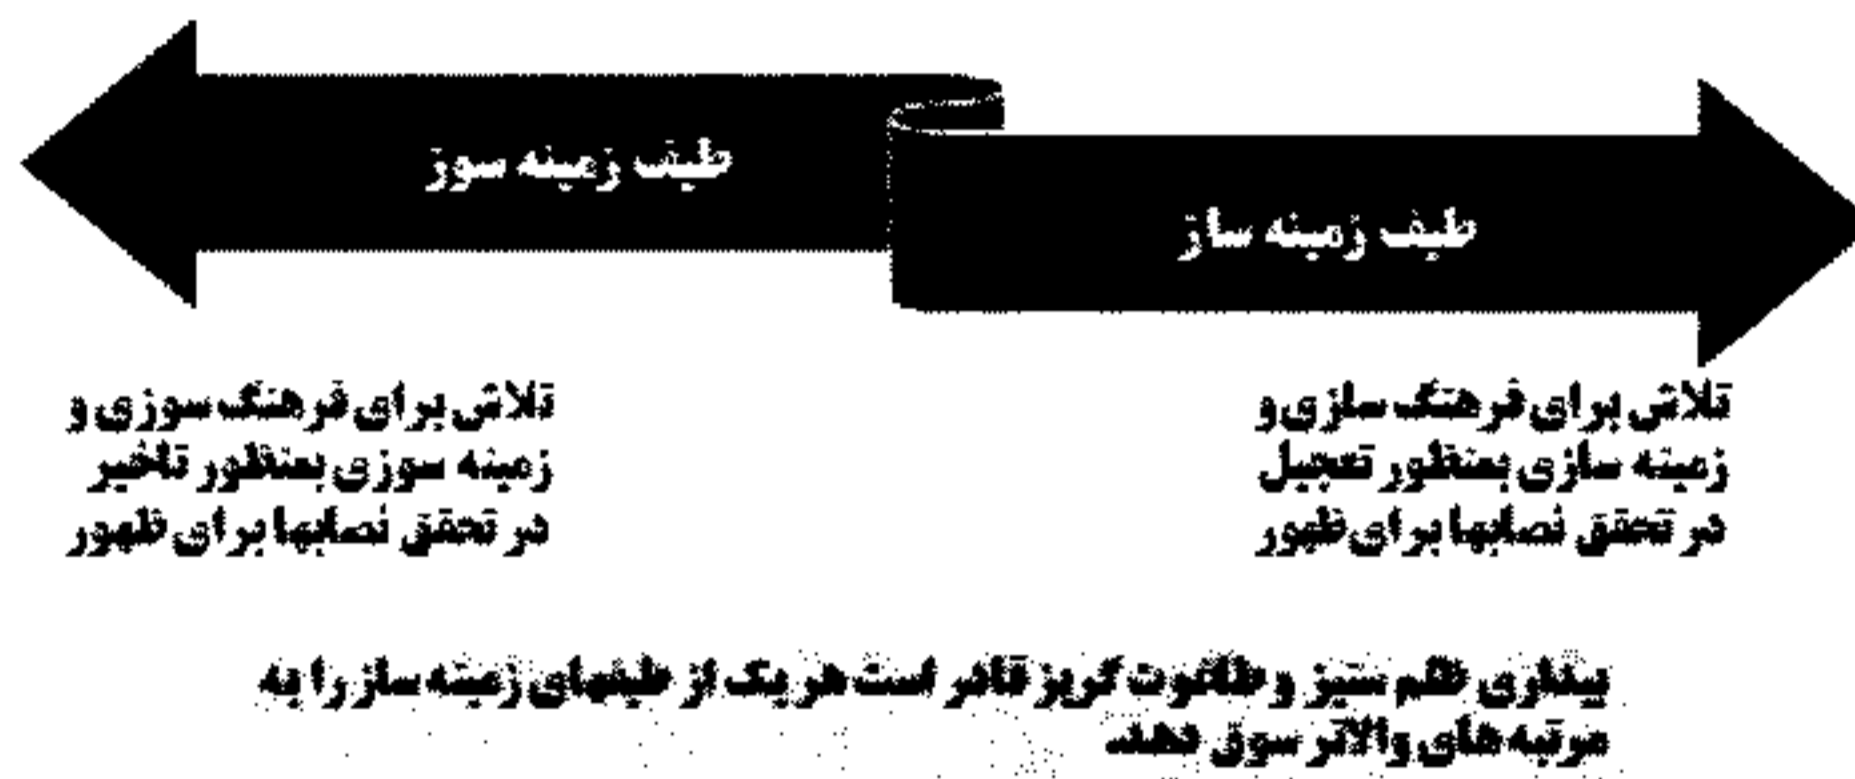 طیف زمینه ساز
طیف زمینه سوز
تلاش برای فرهنگ سازی و
زمینه سازی بمنظور تعجیل
در تحقق نصابها برای ظهور
تلاش برای فرهنگ سوزی و
زمینه سوزی بمنظور تاخیر
در تحقق نصابها برای ظهور
بیداری ظلم ستیز و طاغوت گریز قادر است هر یک از طیفهای زمینه ساز را به
مرتبه های والاتر سوق دهد.